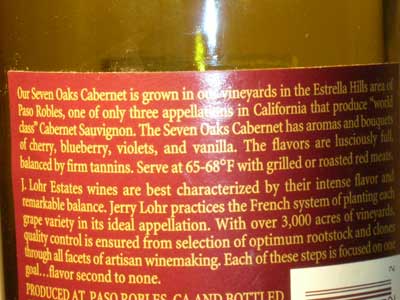 Our Seven Oaks Cabernet is grown in our vineyards in the Estrella Hills area of
Paso Robles, one of only three appellations in California that produce "world
class" Cabernet Sauvignon. The Seven Oaks Cabernet has aromas and bouquets
of cherry, blueberry, violets, and vanilla. The flavors are lusciously full,
balanced by firm tannins. Serve at 65-68°F with grilled or roasted red meats.
J. Lohr Estates wines are best characterized by their intense flavor and
remarkable balance. Jerry Lohr practices the French system of planting each
grape variety in its ideal appellation. With over 3,000 acres of vineyards,
quality control is ensured from selection of optimum rootstock and clones
through all facets of artisan winemaking. Each of these steps is focused on one
goal...flavor second to none.
PRODUCED AT PASO ROBLES, CA AND BOTTLED
2